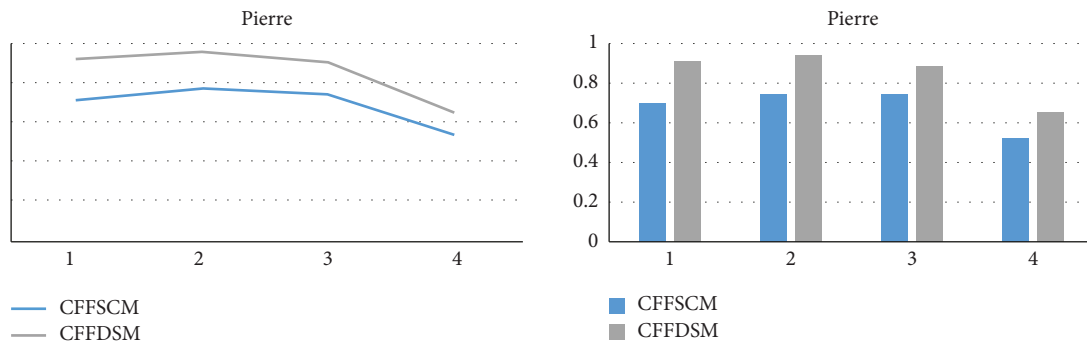 Pierre
1 2 3 4
CFFSCM
CFFDSM
Pierre
1
0.8
0.6
0.4
0.2
0
1 2 3 4
CFFSCM
CFFDSM